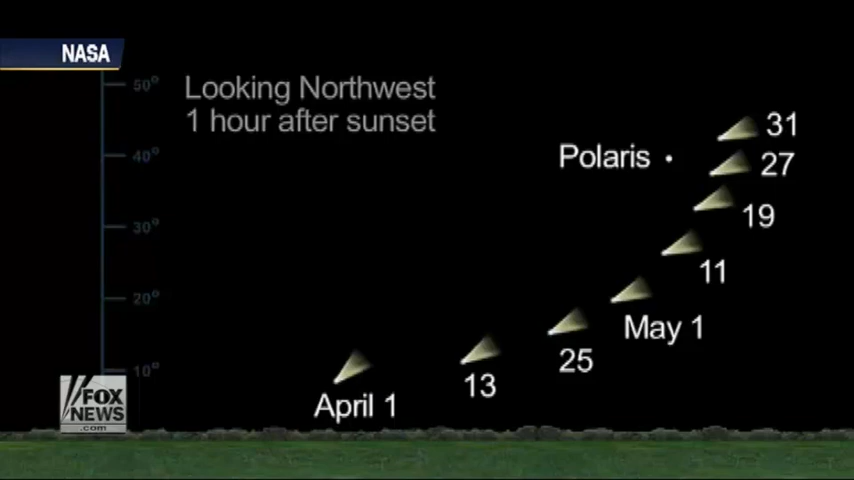 NASA
Looking Northwest
1 hour after sunset
50°
40°
30°
20°
10°
Polaris
31
27
19
11
May 1
25
13
April 1
FOX
NEWS
.com